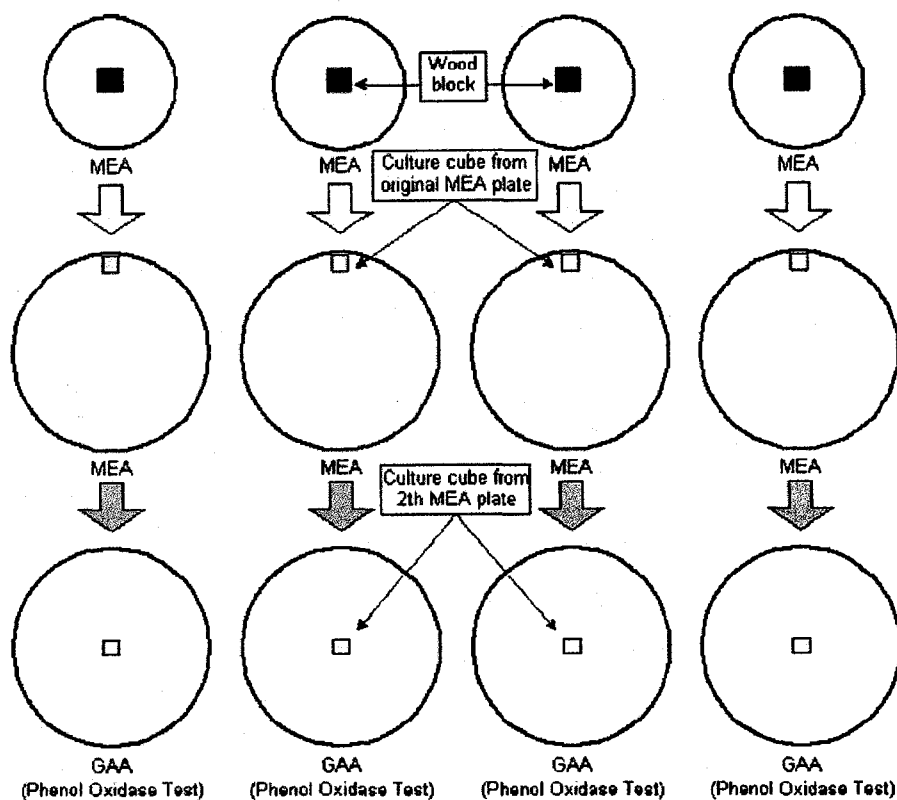 Wood
block
MEA MEA MEA MEA
Culture cube from
original MEA plate
MEA MEA MEA MEA
Culture cube from
2th MEA plate
GAA GAA GAA GAA
(Phenol Oxidase Test) (Phenol Oxidase Test) (Phenol Oxidase Test) (Phenol Oxidase Test)